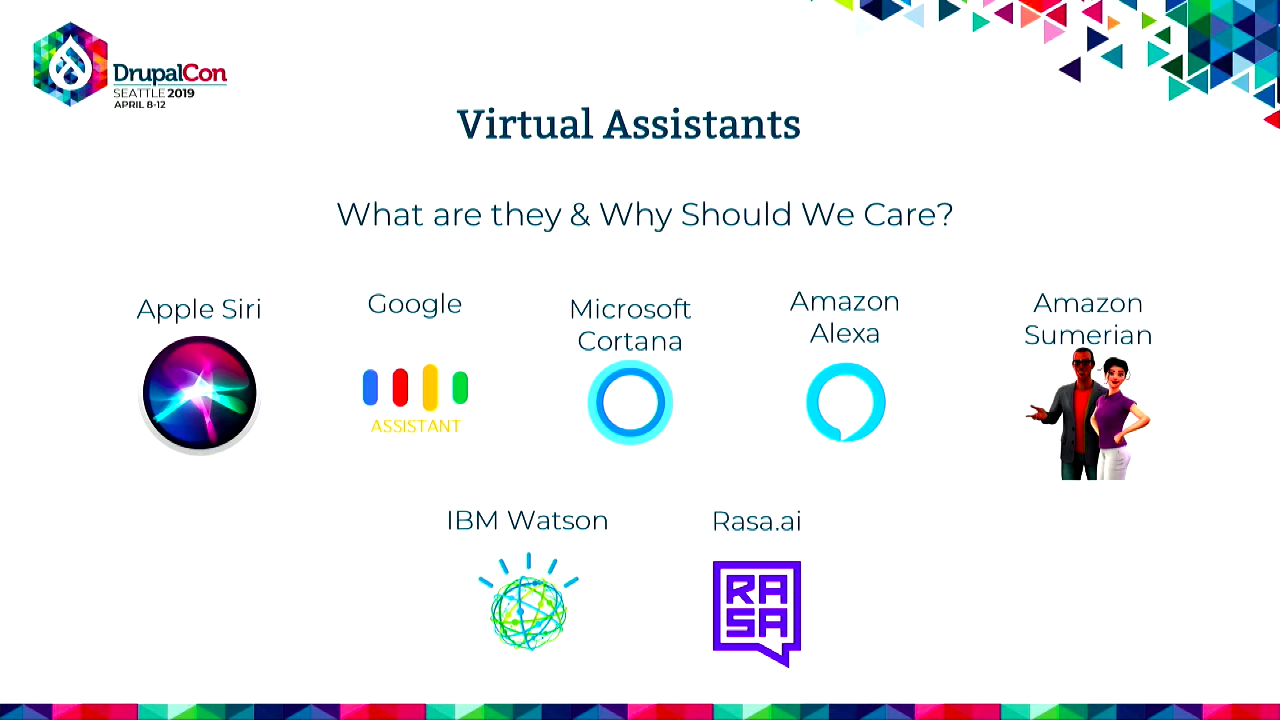 DrupalCon
SEATTLE 2019
APRIL 8-12
Virtual Assistants
What are they & Why Should We Care?
Apple Siri
Google
ASSISTANT
Microsoft
Cortana
Amazon
Alexa
Amazon
Sumerian
IBM Watson
Rasa.ai
RA
SA